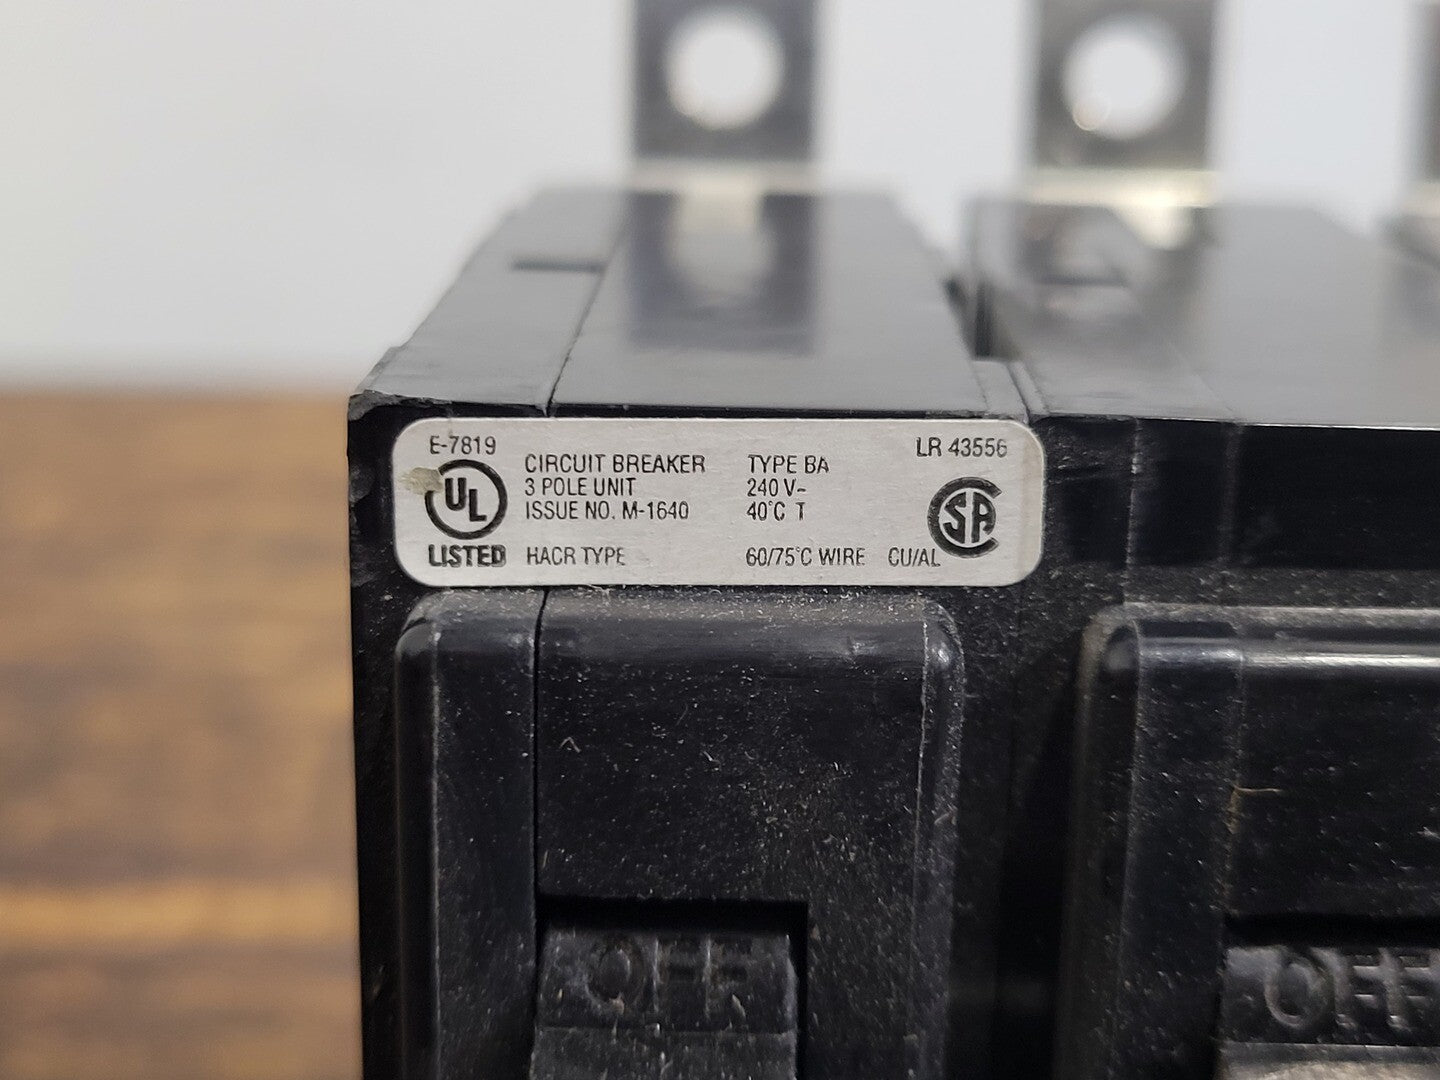 E-7819
LR 43556
CIRCUIT BREAKER TYPE BA
3 POLE UNIT 240 V~
ISSUE NO. M-1640 40°C T
UL
SA
LISTED HACR TYPE 60/75°C WIRE CU/AL
OFF OFF